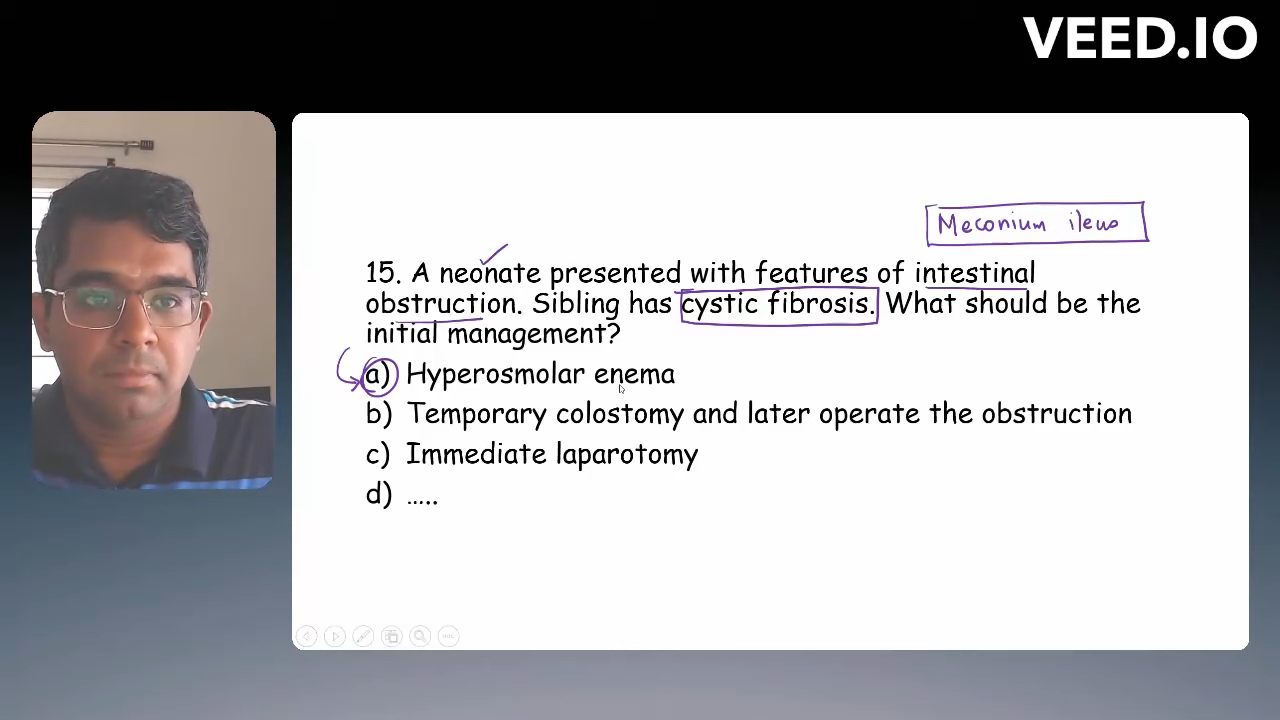 VEED.IO
Meconium ileus
15. A neonate presented with features of intestinal
obstruction. Sibling has cystic fibrosis. What should be the
initial management?
a) Hyperosmolar enema
b) Temporary colostomy and later operate the obstruction
c) Immediate laparotomy
d) .....